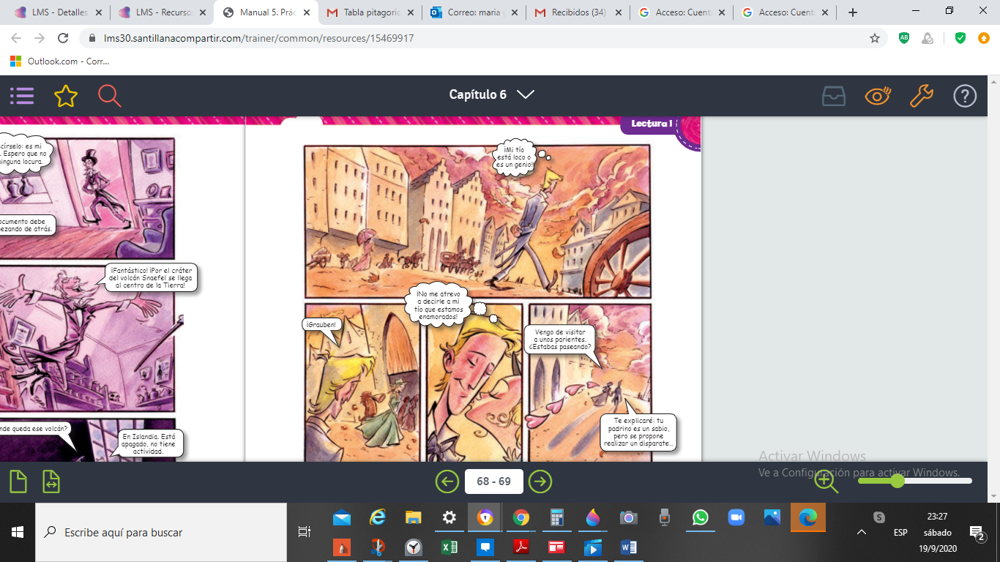 LMS - Detalles
LMS - Recurso
Manual 5. Prác
Tabla pitagoric
Correo: maria
Recibidos (34)
Acceso: Cuent
Acceso: Cuent
lms30.santillanacompartir.com/trainer/common/resources/15469917
AB
Outlook.com - Corr...
Capítulo 6
Lectura 1
círselo: es mi
. Espero que no
inguna locura.
ocumento debe
pezando de atrás.
¡Fantástico! ¡Por el cráter
del volcán Snaefel se llega
al centro de la Tierra!
nde queda ese volcán?
En Islandia. Está
apagado, no tiene
actividad.
¡Mi tío
está loco o
es un genio!
¡Grauben!
¡No me atrevo
a decirle a mi
tío que estamos
enamorados!
Vengo de visitar
a unos parientes.
¿Estabas paseando?
Te explicaré: tu
padrino es un sabio,
pero se propone
realizar un disparate...
Activar Windows
Ve a Configuración para activar Windows.
68 - 69
Escribe aquí para buscar
ESP
23:27
sábado
19/9/2020
2